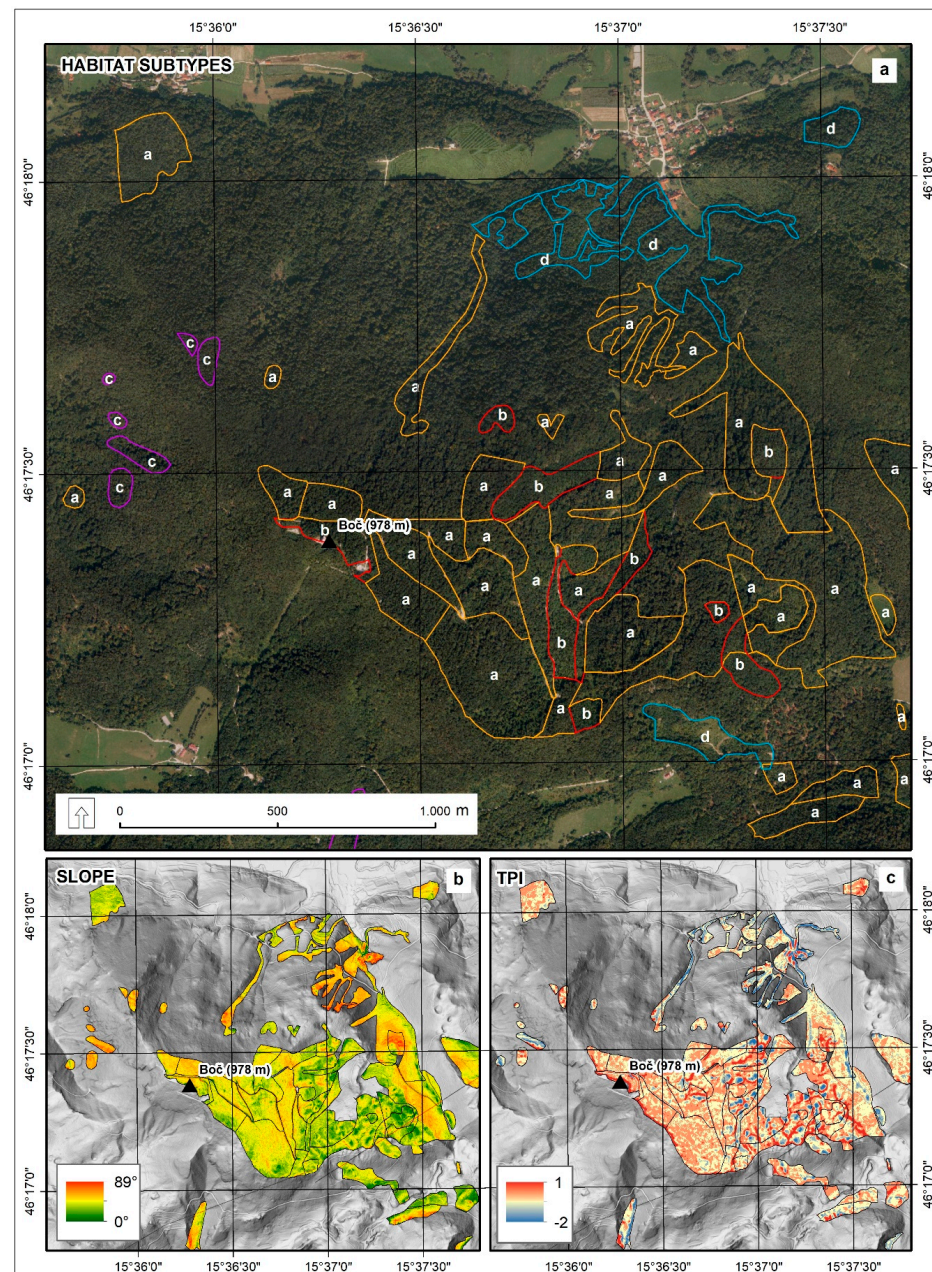 15°36'0" 15°36'30" 15°37'0" 15°37'30"
HABITAT SUBTYPES a
a
d
46°18'0" 46°18'0"
d
d
a
c
a
c
c a
a
b
a
c
a b
c
46°17'30" a a 46°17'30"
a b
c a
a a a
b Boč (978 m)
a a
a b
a a a
a
a b a a
a
b
b
a
a b
d
a
46°17'0" 46°17'0"
a
a a
a
0 500 1.000 m
SLOPE b
46°18'0"
46°17'30"
Boč (978 m)
89°
0°
46°17'0"
15°36'0" 15°36'30" 15°37'0" 15°37'30"
TPI c
46°18'0"
46°17'30"
Boč (978 m)
1
-2
46°17'0"
15°36'0" 15°36'30" 15°37'0" 15°37'30"